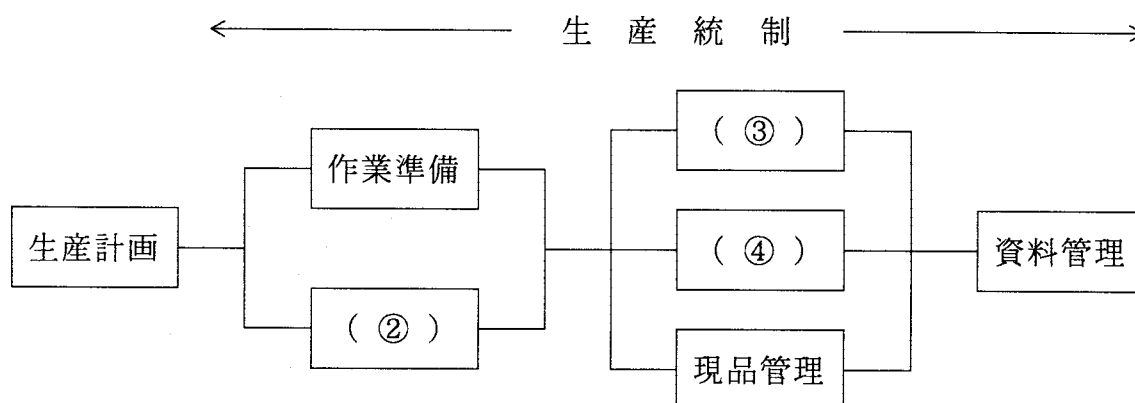 生産統制
(③)
作業準備
生産計画
(④)
資料管理
(②)
現品管理